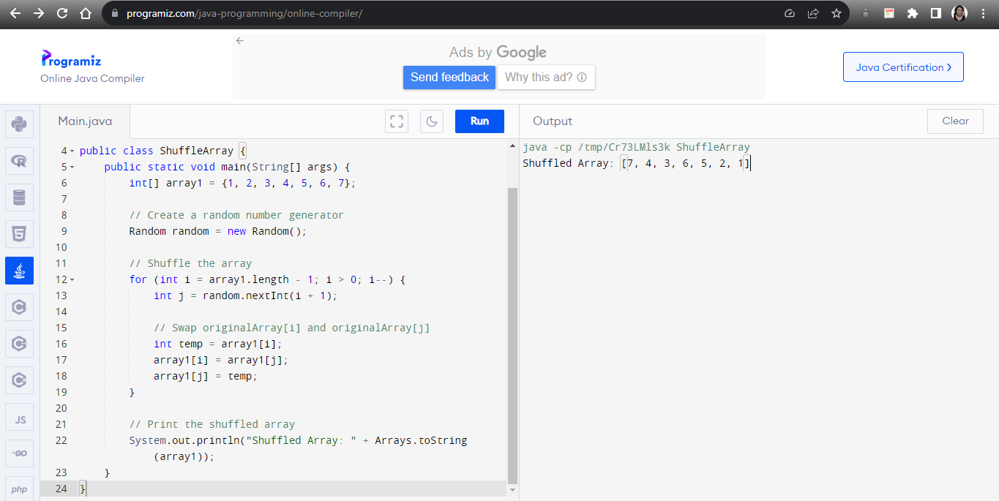 programiz.com/java-programming/online-compiler/
Programiz
Online Java Compiler
Ads by Google
Send feedback
Why this ad?
Java Certification
Main.java
Run
Output
Clear
4 public class ShuffleArray {
5     public static void main(String[] args) {
6         int[] array1 = {1, 2, 3, 4, 5, 6, 7};
7
8         // Create a random number generator
9         Random random = new Random();
10
11         // Shuffle the array
12         for (int i = array1.length - 1; i > 0; i--) {
13             int j = random.nextInt(i + 1);
14
15             // Swap originalArray[i] and originalArray[j]
16             int temp = array1[i];
17             array1[i] = array1[j];
18             array1[j] = temp;
19         }
20
21         // Print the shuffled array
22         System.out.println("Shuffled Array: " + Arrays.toString
            (array1));
23     }
24 }
java -cp /tmp/Cr73LMls3k ShuffleArray
Shuffled Array: [7, 4, 3, 6, 5, 2, 1]
R
5
C
C
C
JS
GO
php